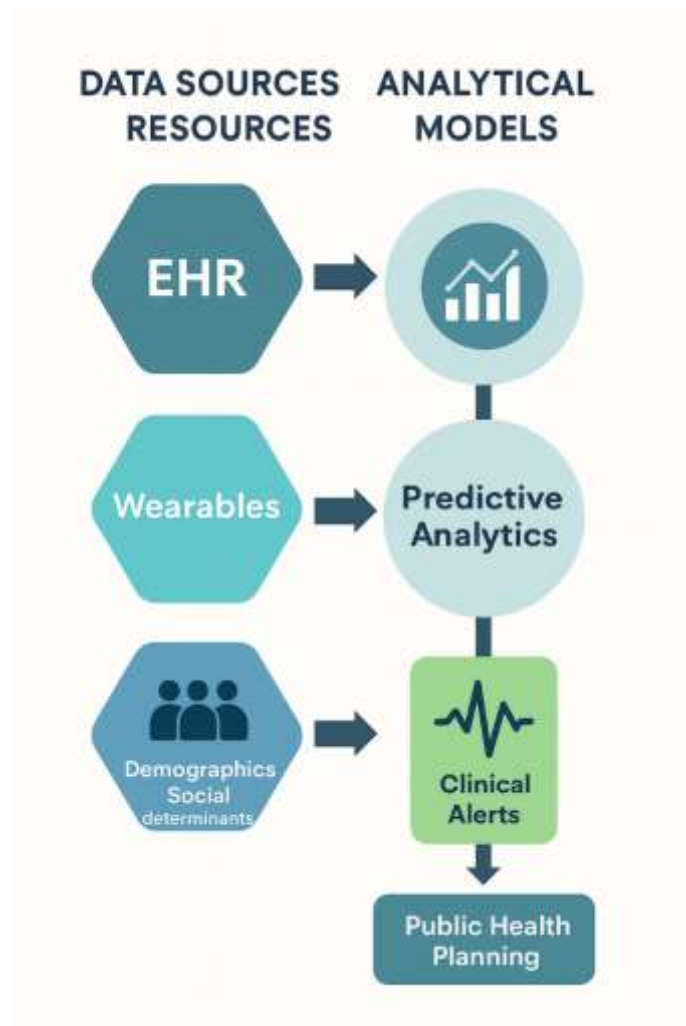 DATA SOURCES
RESOURCES
ANALYTICAL
MODELS
EHR
Wearables
Predictive
Analytics
Demographics
Social
determinants
Clinical
Alerts
Public Health
Planning